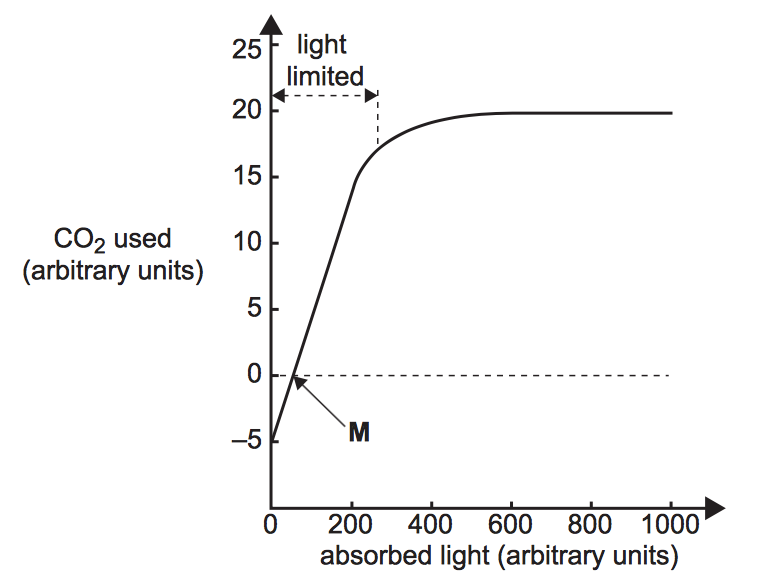 25
light
limited
20
15
CO₂ used
(arbitrary units)
10
5
0
M
–5
0 200 400 600 800 1000
absorbed light (arbitrary units)